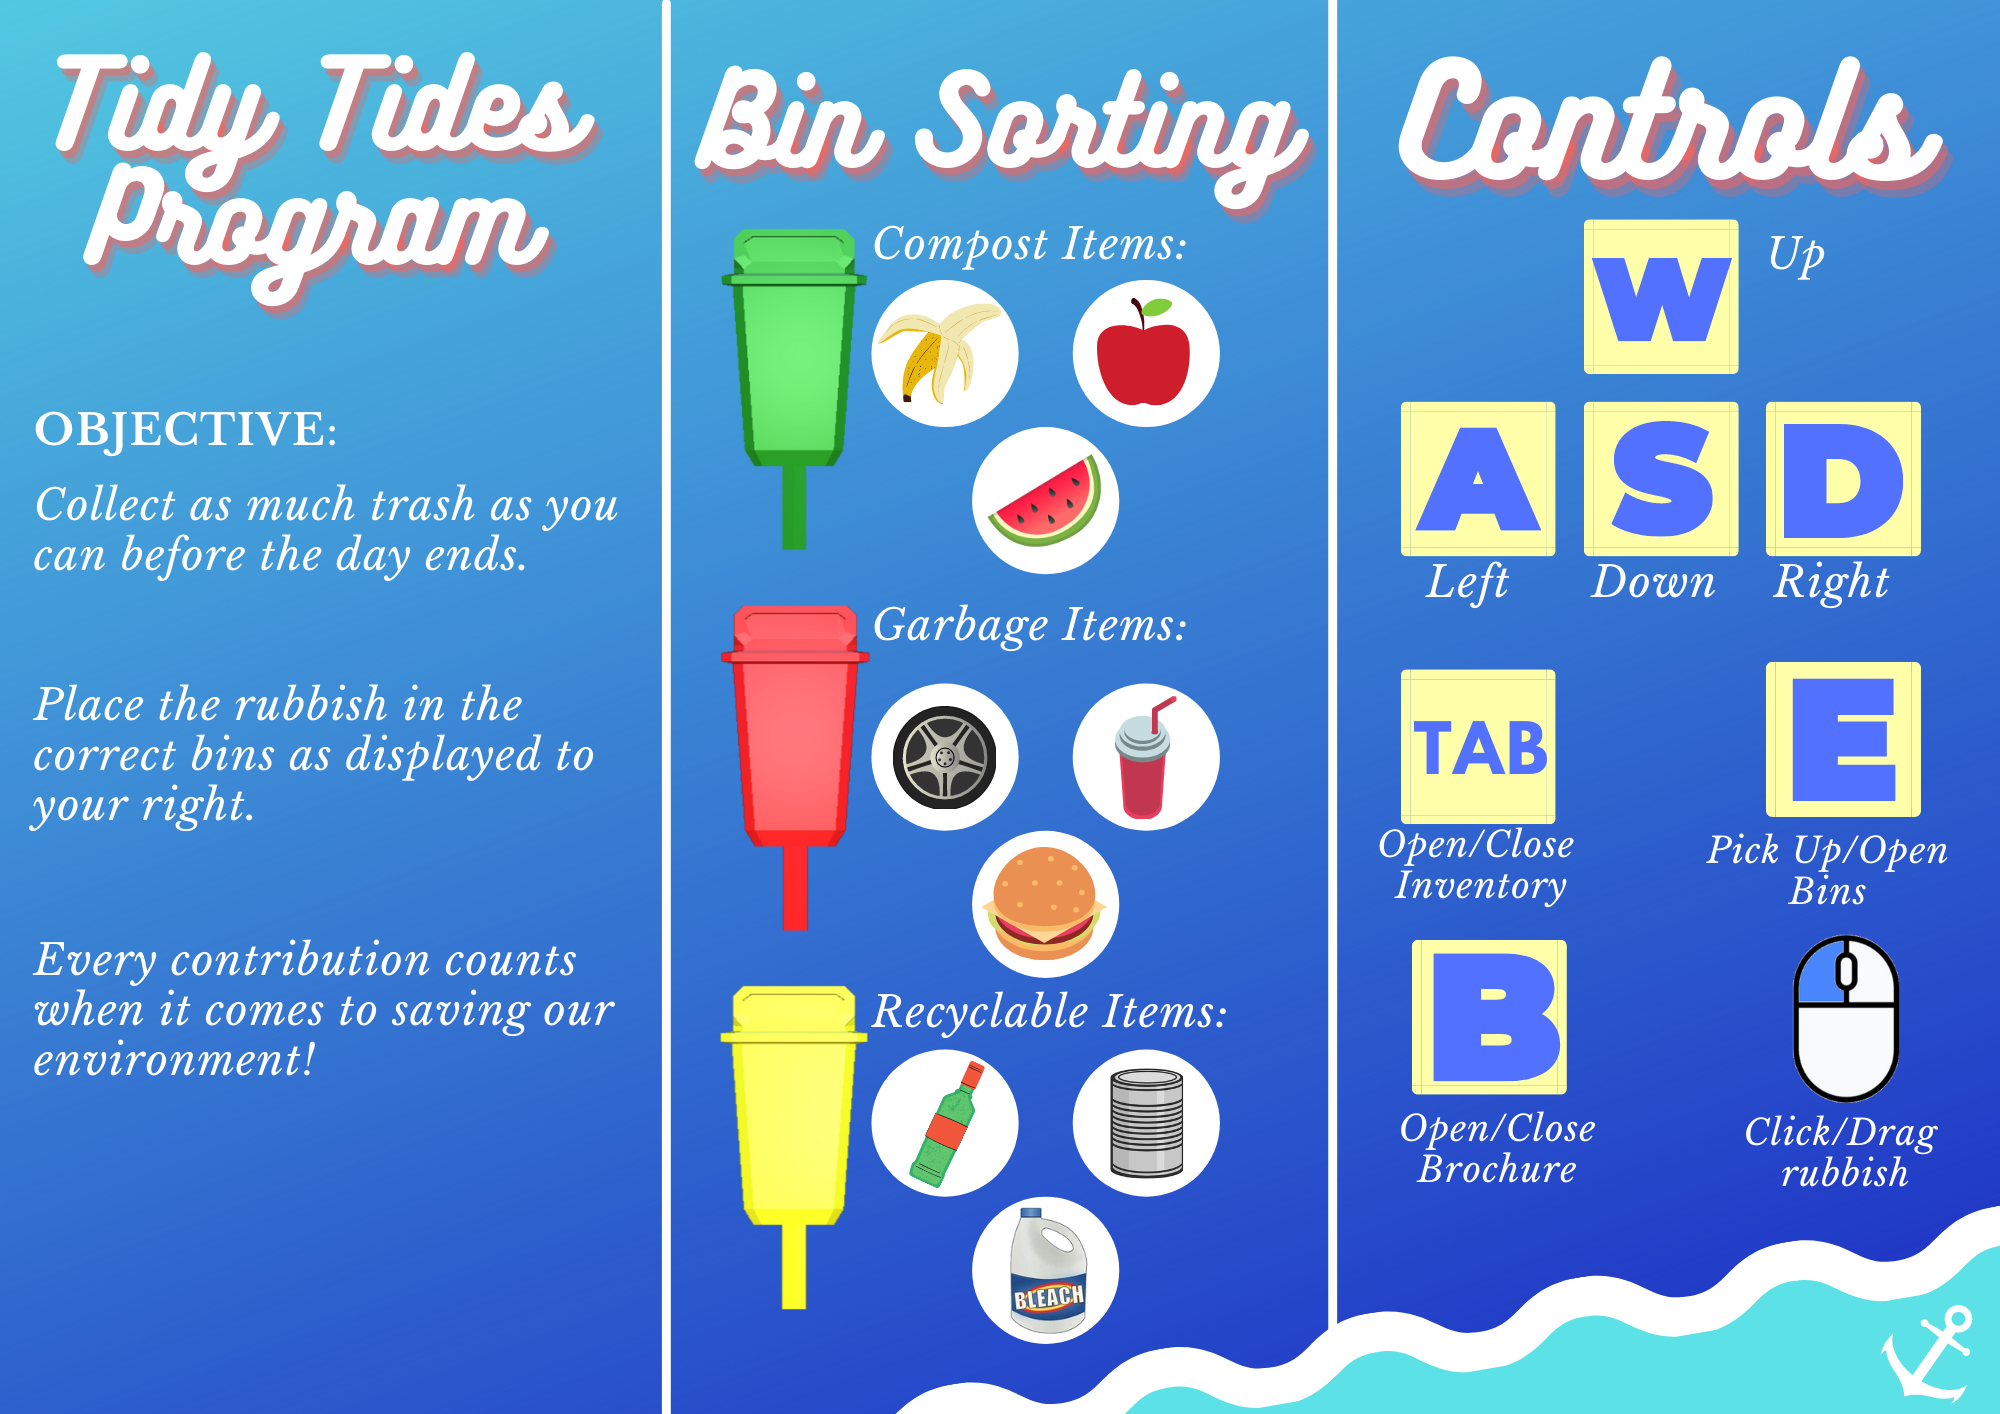 Tidy Tides
Program
OBJECTIVE:
Collect as much trash as you
can before the day ends.
Place the rubbish in the
correct bins as displayed to
your right.
Every contribution counts
when it comes to saving our
environment!
Bin Sorting
Compost Items:
Garbage Items:
Recyclable Items:
BLEACH
Controls
W
Up
A
S
D
Left
Down
Right
TAB
E
Open/Close
Inventory
Pick Up/Open
Bins
B
Open/Close
Brochure
Click/Drag
rubbish